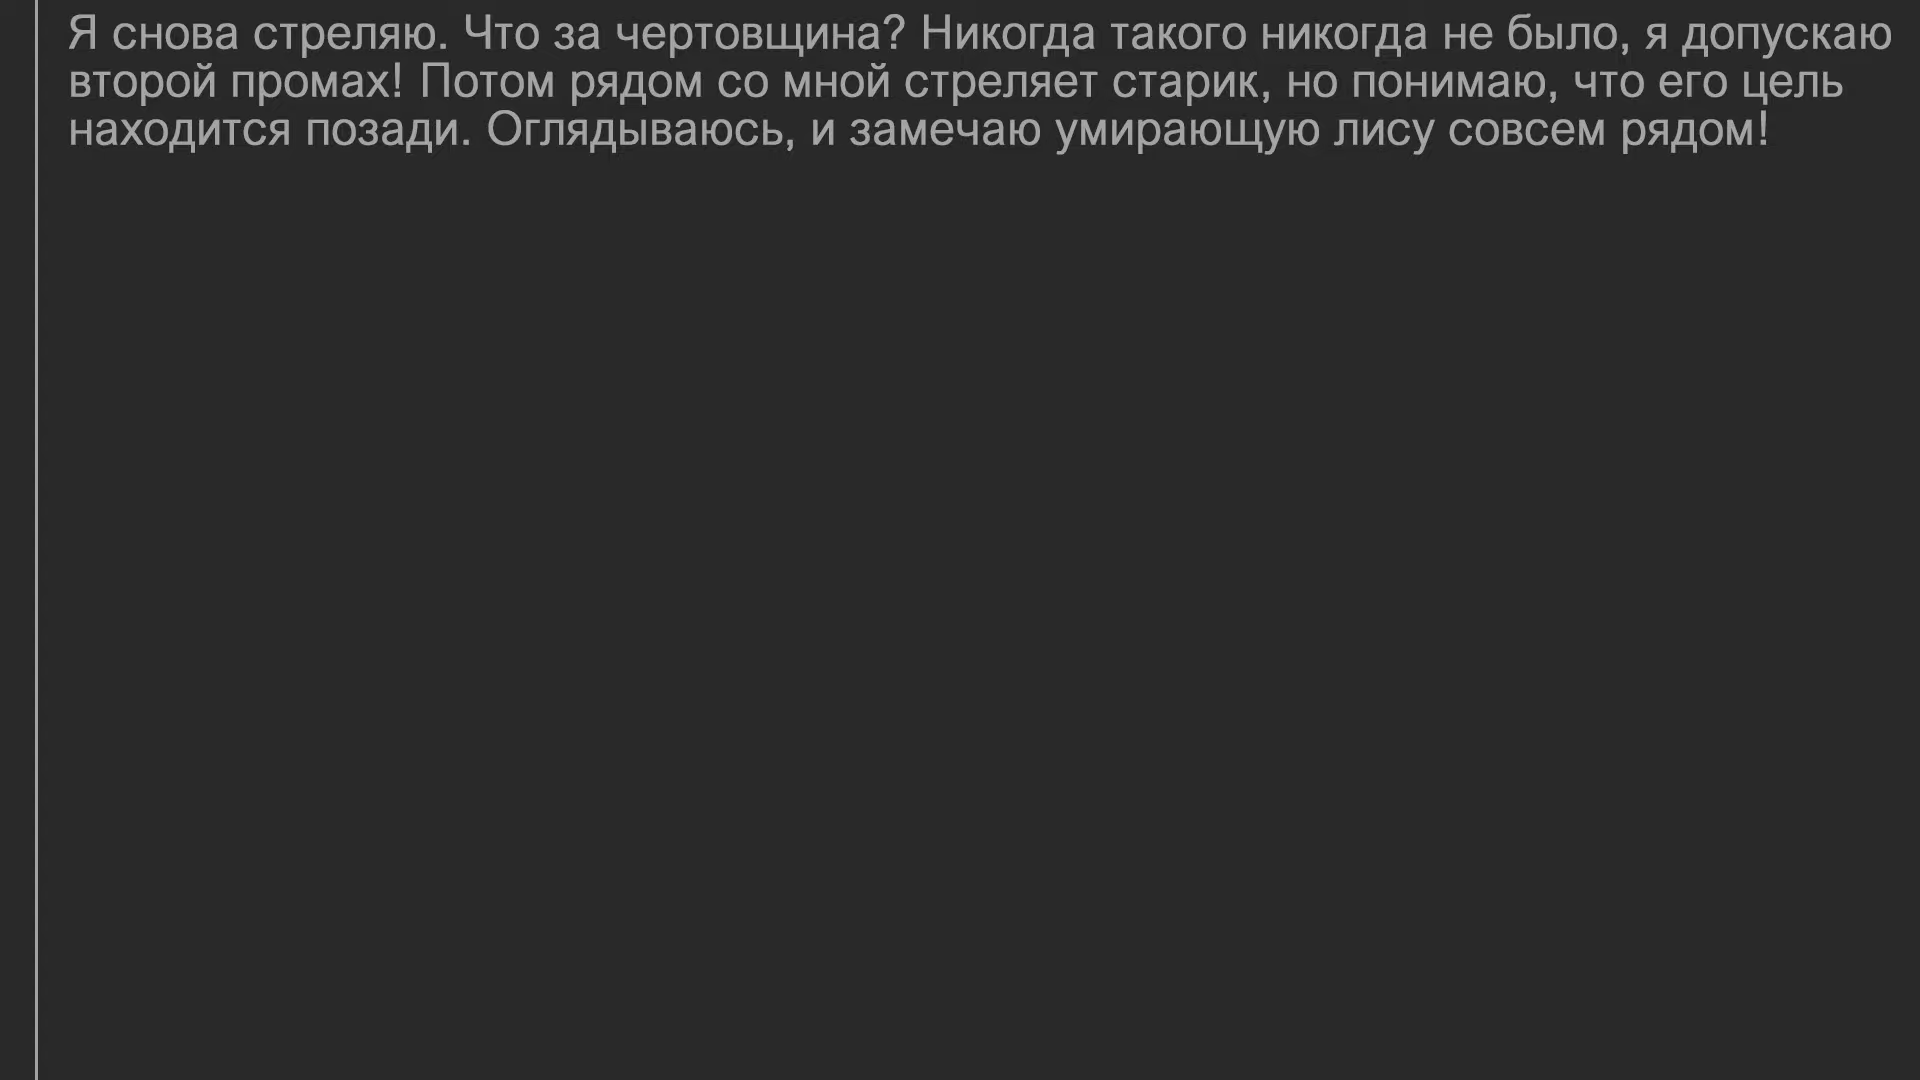 Я снова стреляю. Что за чертовщина? Никогда такого никогда не было, я допускаю
второй промах! Потом рядом со мной стреляет старик, но понимаю, что его цель
находится позади. Оглядываюсь, и замечаю умирающую лису совсем рядом!